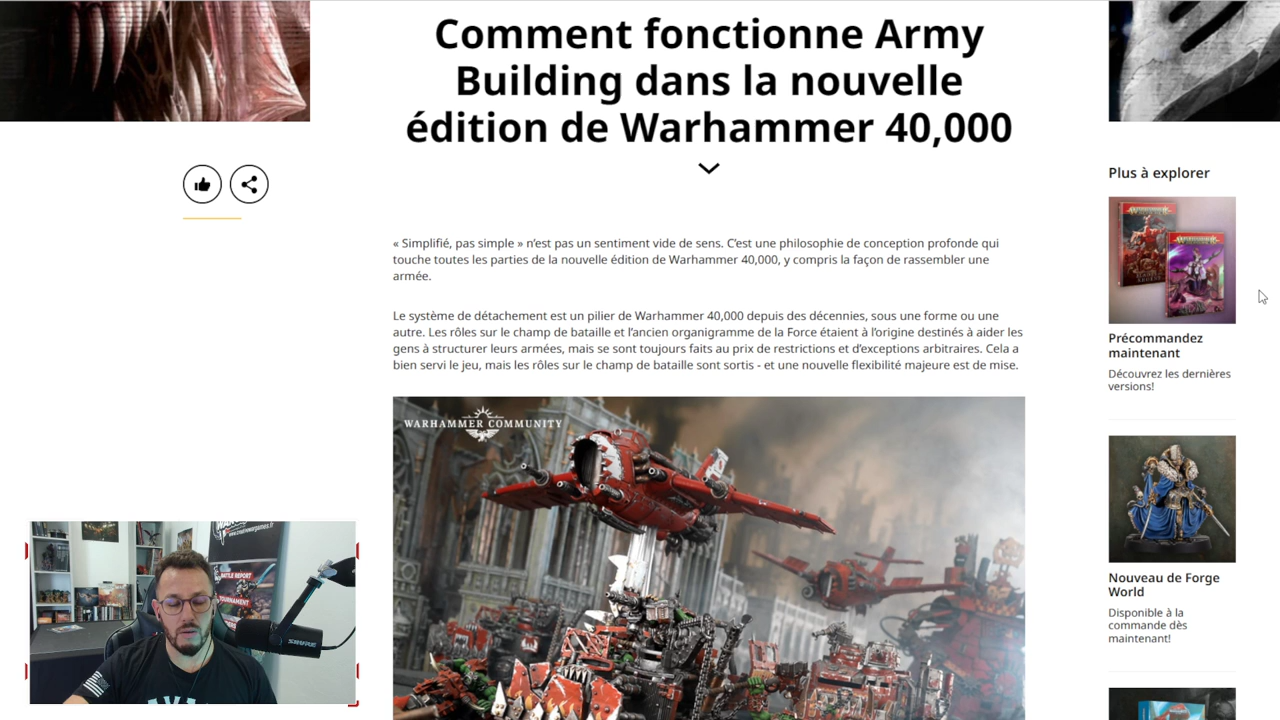 Comment fonctionne Army
Building dans la nouvelle
édition de Warhammer 40,000
« Simplifié, pas simple » n'est pas un sentiment vide de sens. C'est une philosophie de conception profonde qui
touche toutes les parties de la nouvelle édition de Warhammer 40,000, y compris la façon de rassembler une
armée.
Le système de détachement est un pilier de Warhammer 40,000 depuis des décennies, sous une forme ou une
autre. Les rôles sur le champ de bataille et l'ancien organigramme de la Force étaient à l'origine destinés à aider les
gens à structurer leurs armées, mais se sont toujours faits au prix de restrictions et d'exceptions arbitraires. Cela a
bien servi le jeu, mais les rôles sur le champ de bataille sont sortis - et une nouvelle flexibilité majeure est de mise.
WARHAMMER COMMUNITY
Plus à explorer
Précommandez
maintenant
Découvrez les dernières
versions!
Nouveau de Forge
World
Disponible à la
commande dès
maintenant!
BATTLE REPORT
TOURNAMENT
SHURE